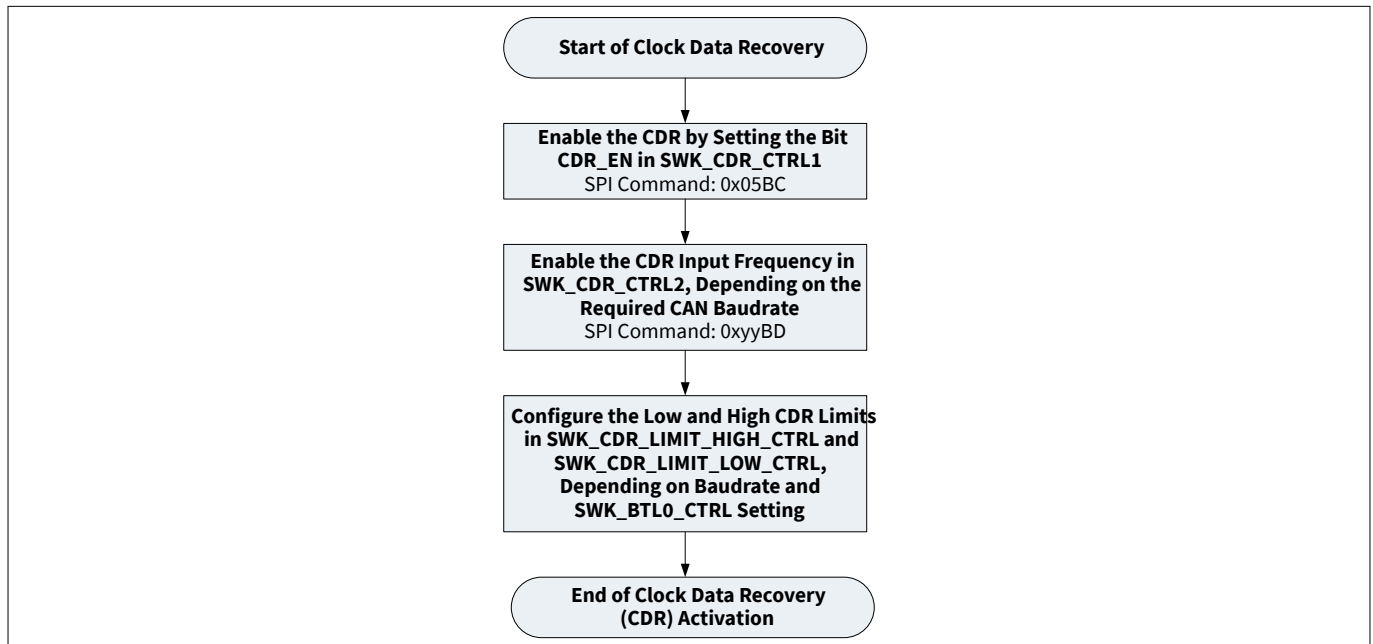 Start of Clock Data Recovery
Enable the CDR by Setting the Bit
CDR_EN in SWK_CDR_CTRL1
SPI Command: 0x05BC
Enable the CDR Input Frequency in
SWK_CDR_CTRL2, Depending on the
Required CAN Baudrate
SPI Command: 0xyyBD
Configure the Low and High CDR Limits
in SWK_CDR_LIMIT_HIGH_CTRL and
SWK_CDR_LIMIT_LOW_CTRL,
Depending on Baudrate and
SWK_BTL0_CTRL Setting
End of Clock Data Recovery
(CDR) Activation